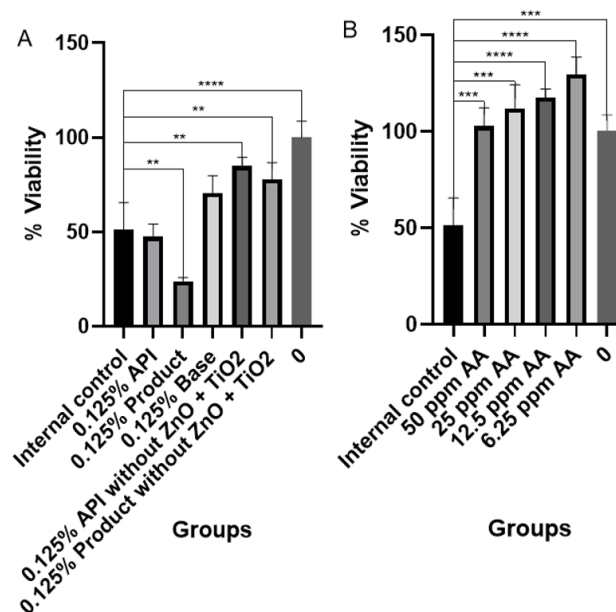 A
% Viability
150
100
50
0
****
**
**
**
Internal control
0.125% API
0.125% Product
0.125% Base
0.125% API without ZnO + TiO2
0.125% Product without ZnO + TiO2
0
Groups
B
% Viability
150
100
50
0
***
****
****
***
***
Internal control
50 ppm AA
25 ppm AA
12.5 ppm AA
6.25 ppm AA
0
Groups